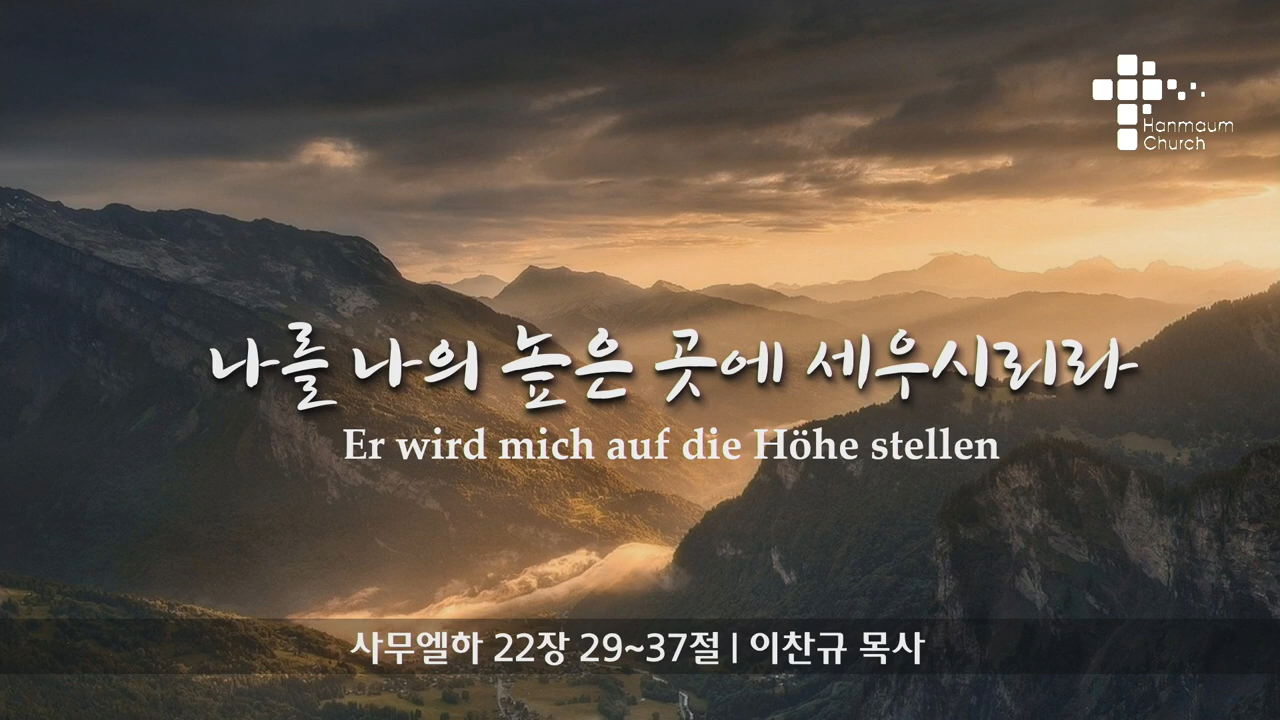 Hanmaum
Church
나를 나의 높은 곳에 세우시리라
Er wird mich auf die Höhe stellen
사무엘하 22장 29~37절 | 이찬규 목사